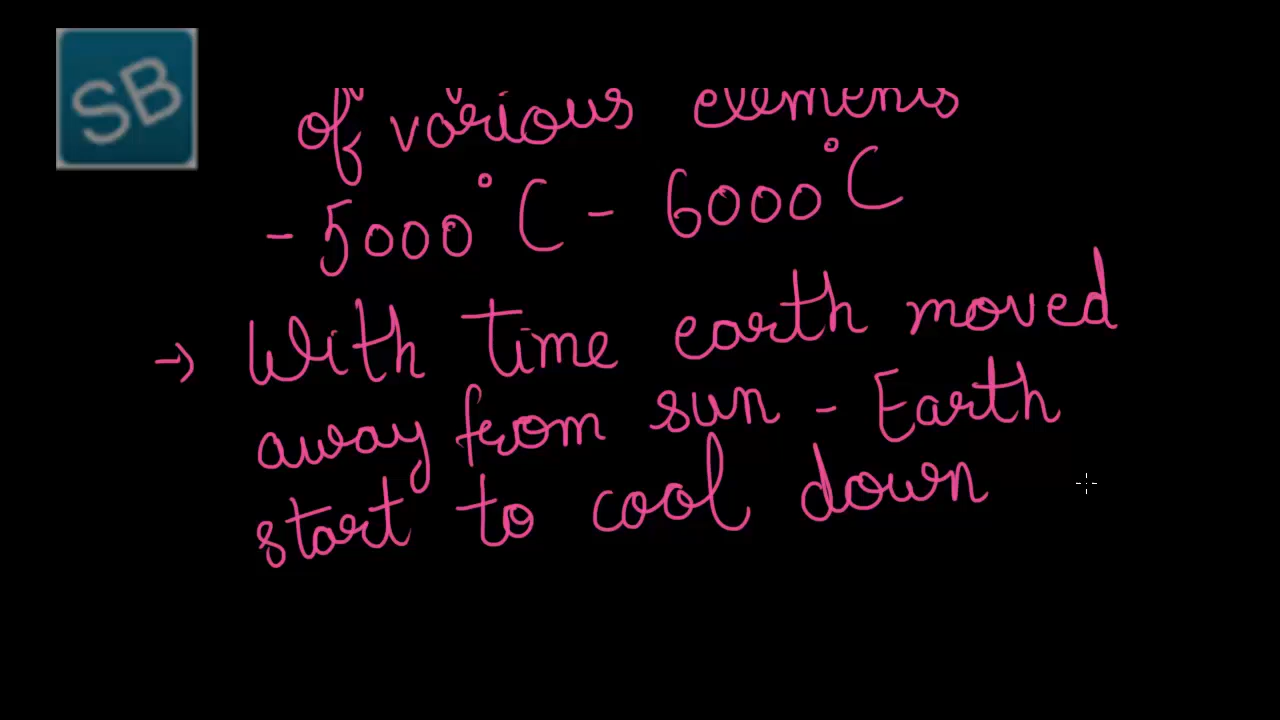 SB
of various elements
- 5000°C - 6000°C
→ With time earth moved
away from sun - Earth
start to cool down